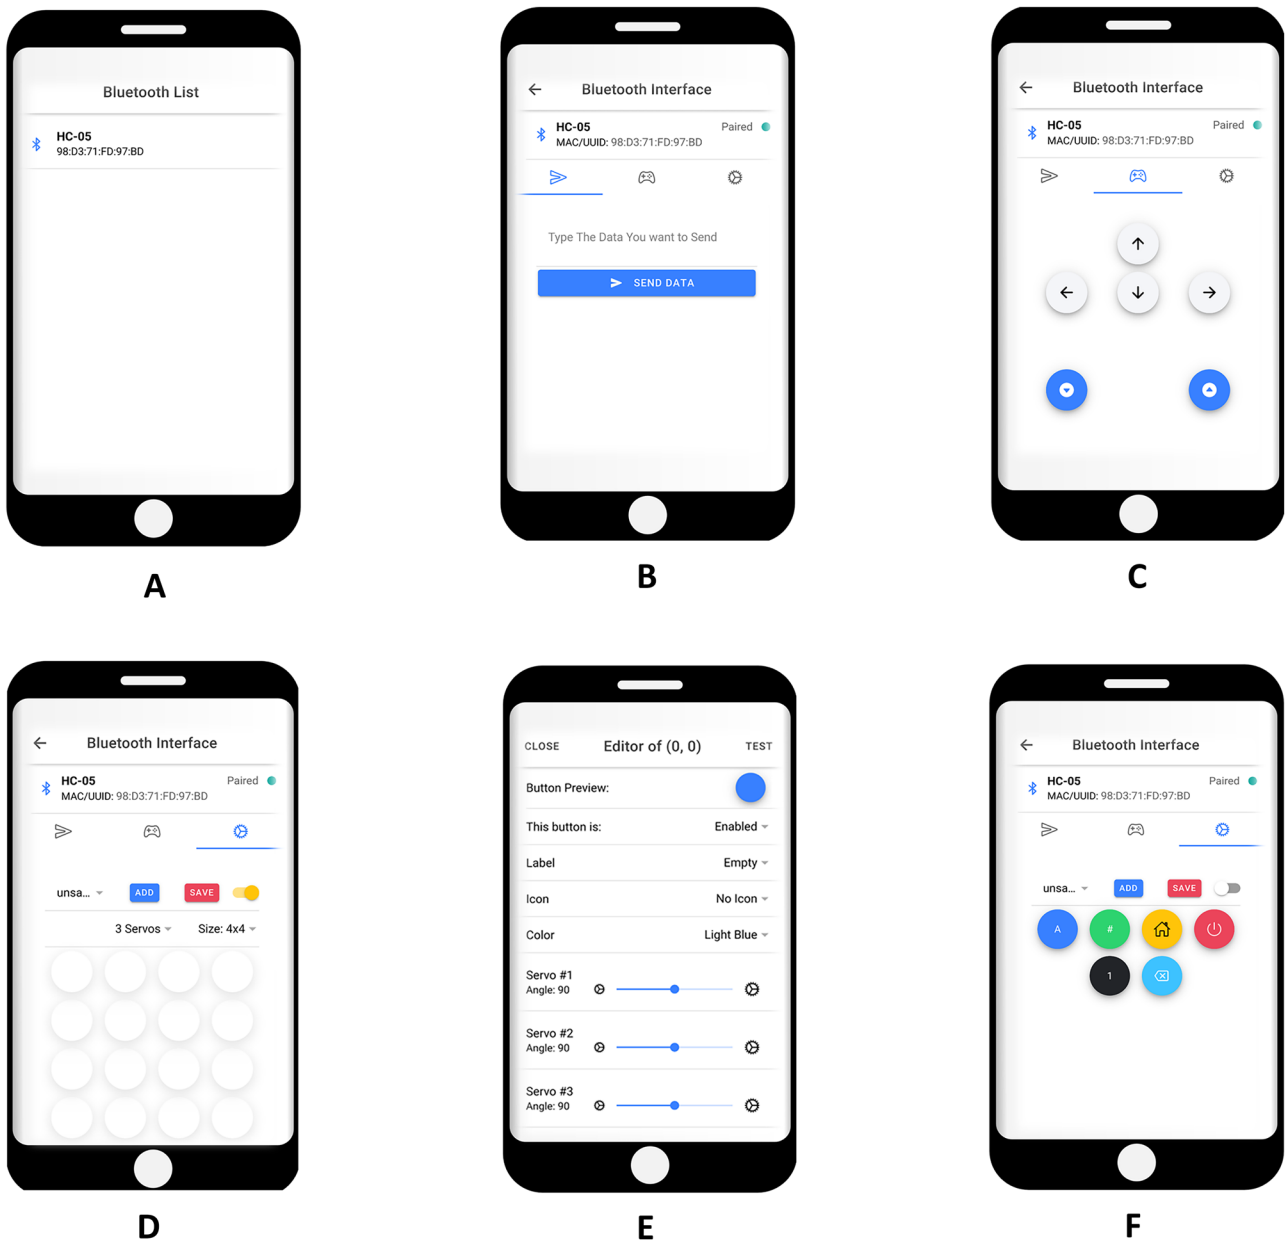 Bluetooth List
HC-05
98:D3:71:FD:97:BD
A
Bluetooth Interface
HC-05 Paired
MAC/UUID: 98:D3:71:FD:97:BD
Type The Data You want to Send
SEND DATA
B
Bluetooth Interface
HC-05 Paired
MAC/UUID: 98:D3:71:FD:97:BD
C
Bluetooth Interface
HC-05 Paired
MAC/UUID: 98:D3:71:FD:97:BD
unsa... ADD SAVE
3 Servos Size: 4x4
D
CLOSE Editor of (0, 0) TEST
Button Preview:
This button is: Enabled
Label Empty
Icon No Icon
Color Light Blue
Servo #1
Angle: 90
Servo #2
Angle: 90
Servo #3
Angle: 90
E
Bluetooth Interface
HC-05 Paired
MAC/UUID: 98:D3:71:FD:97:BD
unsa... ADD SAVE
A #
1
F